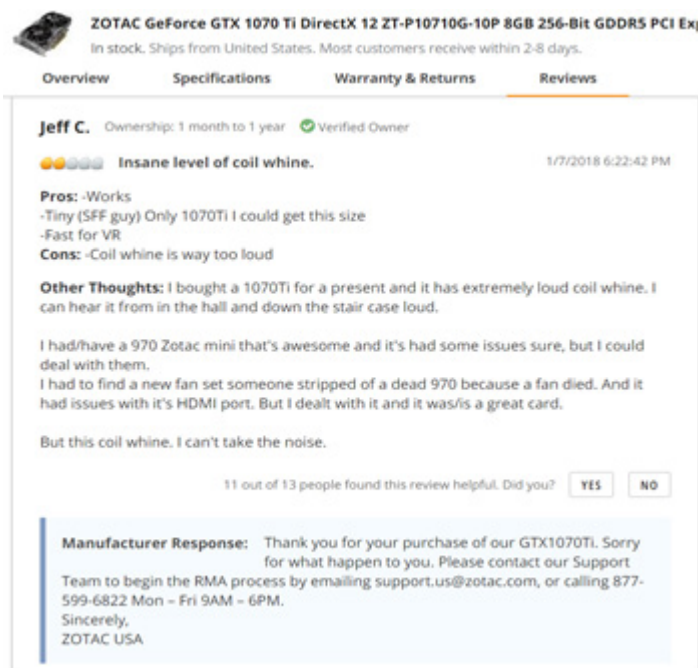 ZOTAC GeForce GTX 1070 Ti DirectX 12 ZT-P10710G-10P 8GB 256-Bit GDDR5 PCI
In stock. Ships from United States. Most customers receive within 2-8 days.
Overview Specifications Warranty & Returns Reviews
Jeff C. Ownership: 1 month to 1 year Verified Owner
Insane level of coil whine. 1/7/2018 6:22:42 PM
Pros: -Works
-Tiny (SFF guy) Only 1070Ti I could get this size
-Fast for VR
Cons: -Coil whine is way too loud
Other Thoughts: I bought a 1070Ti for a present and it has extremely loud coil whine. I
can hear it from in the hall and down the stair case loud.
I had/have a 970 Zotac mini that's awesome and it's had some issues sure, but I could
deal with them.
I had to find a new fan set someone stripped of a dead 970 because a fan died. And it
had issues with it's HDMI port. But I dealt with it and it was/is a great card.
But this coil whine. I can't take the noise.
11 out of 13 people found this review helpful. Did you? YES NO
Manufacturer Response: Thank you for your purchase of our GTX1070Ti. Sorry
for what happen to you. Please contact our Support
Team to begin the RMA process by emailing support.us@zotac.com, or calling 877-
599-6822 Mon – Fri 9AM – 6PM.
Sincerely,
ZOTAC USA